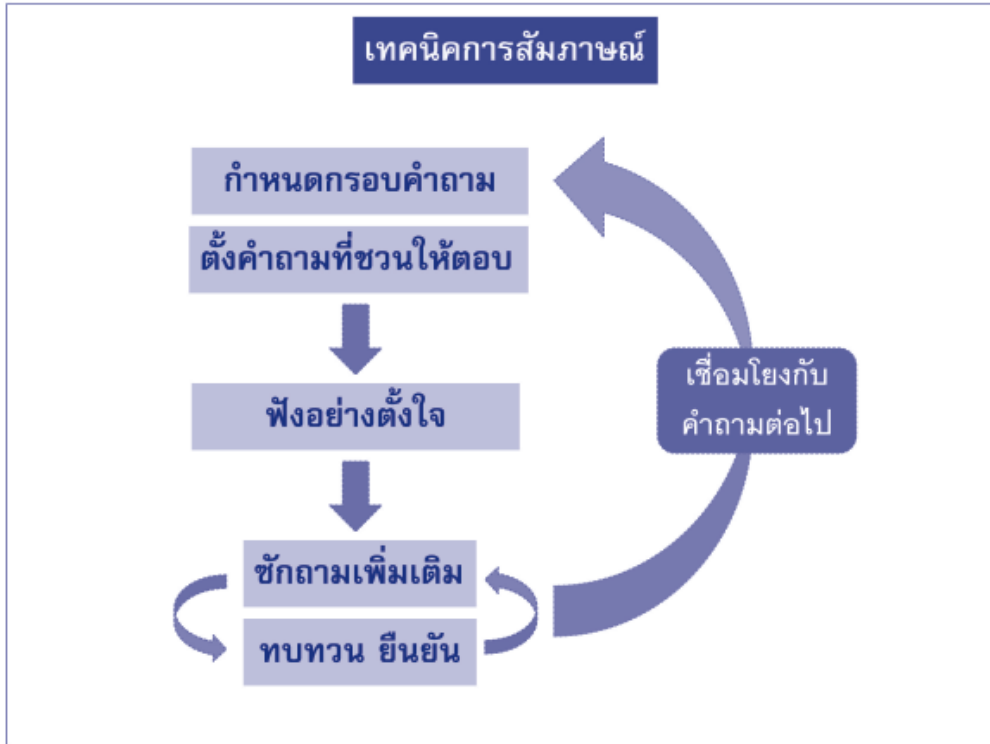 เทคนิคการสัมภาษณ์
กำหนดกรอบคำถาม
ตั้งคำถามที่ชวนให้ตอบ
ฟังอย่างตั้งใจ
เชื่อมโยงกับ
คำถามต่อไป
ซักถามเพิ่มเติม
ทบทวน ยืนยัน